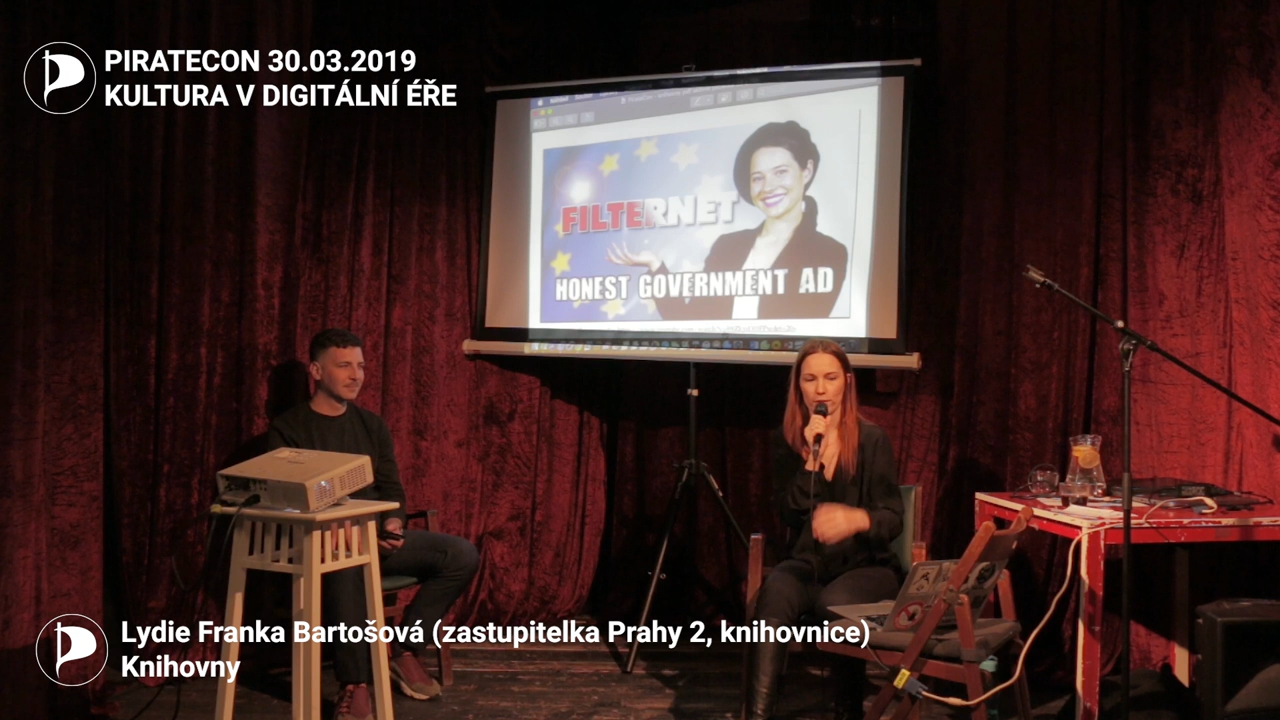 PIRATECON 30.03.2019
KULTURA V DIGITÁLNÍ ÉŘE
FILTERNET
HONEST GOVERNMENT AD
Lydie Franka Bartošová (zastupitelka Prahy 2, knihovnice)
Knihovny